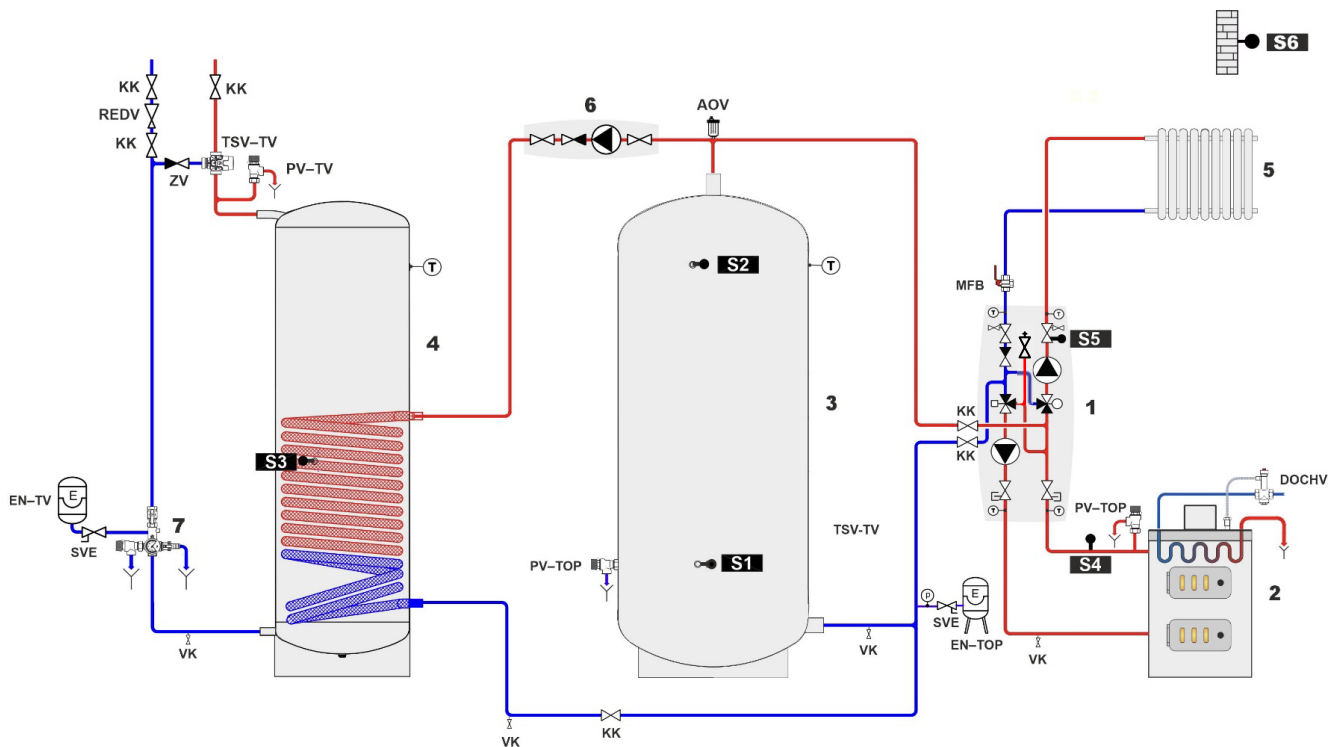 S6
KK
KK
REDV
KK
TSV–TV
PV–TV
ZV
6
AOV
5
T
S2
T
4
MFB
T
T
S5
3
1
KK
KK
S3
EN–TV
E
SVE
7
TSV-TV
T
T
DOCHV
PV–TOP
S4
2
PV–TOP
S1
P
E
SVE
EN–TOP
VK
VK
VK
VK
KK